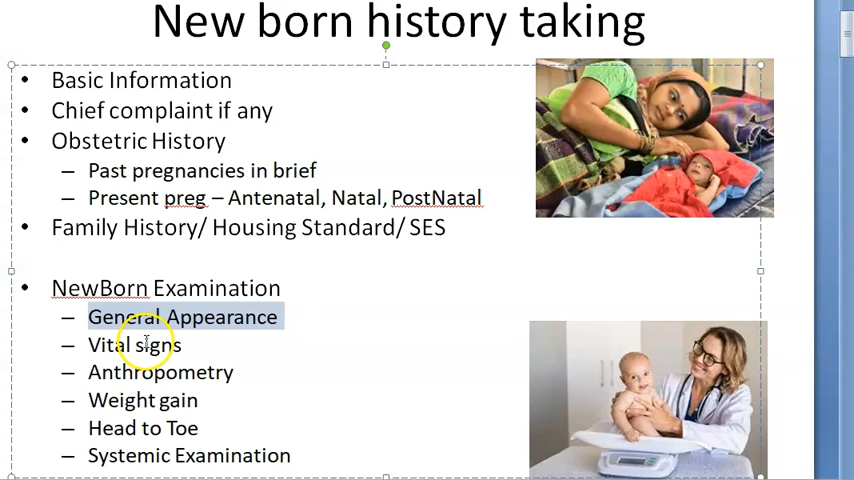 New born history taking
• Basic Information
• Chief complaint if any
• Obstetric History
– Past pregnancies in brief
– Present preg – Antenatal, Natal, PostNatal
• Family History/ Housing Standard/ SES
• NewBorn Examination
– General Appearance
– Vital signs
– Anthropometry
– Weight gain
– Head to Toe
– Systemic Examination